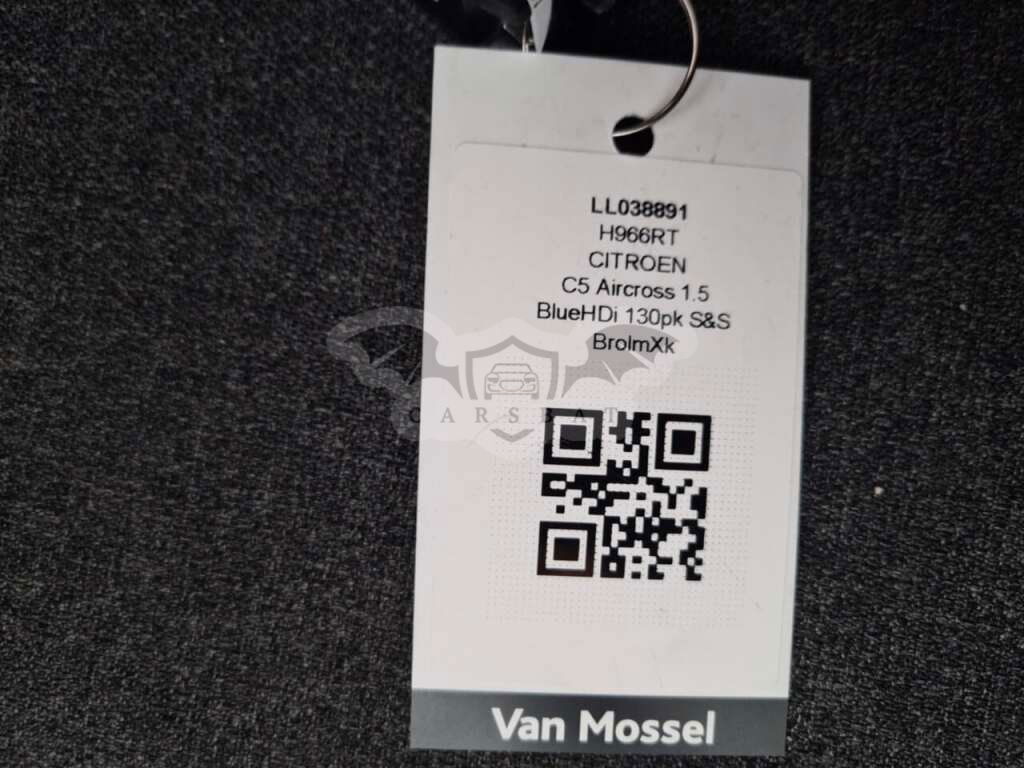 LL038891
H966RT
CITROEN
C5 Aircross 1.5
BlueHDi 130pk S&S
BrolmXk
CARSBAT
Van Mossel